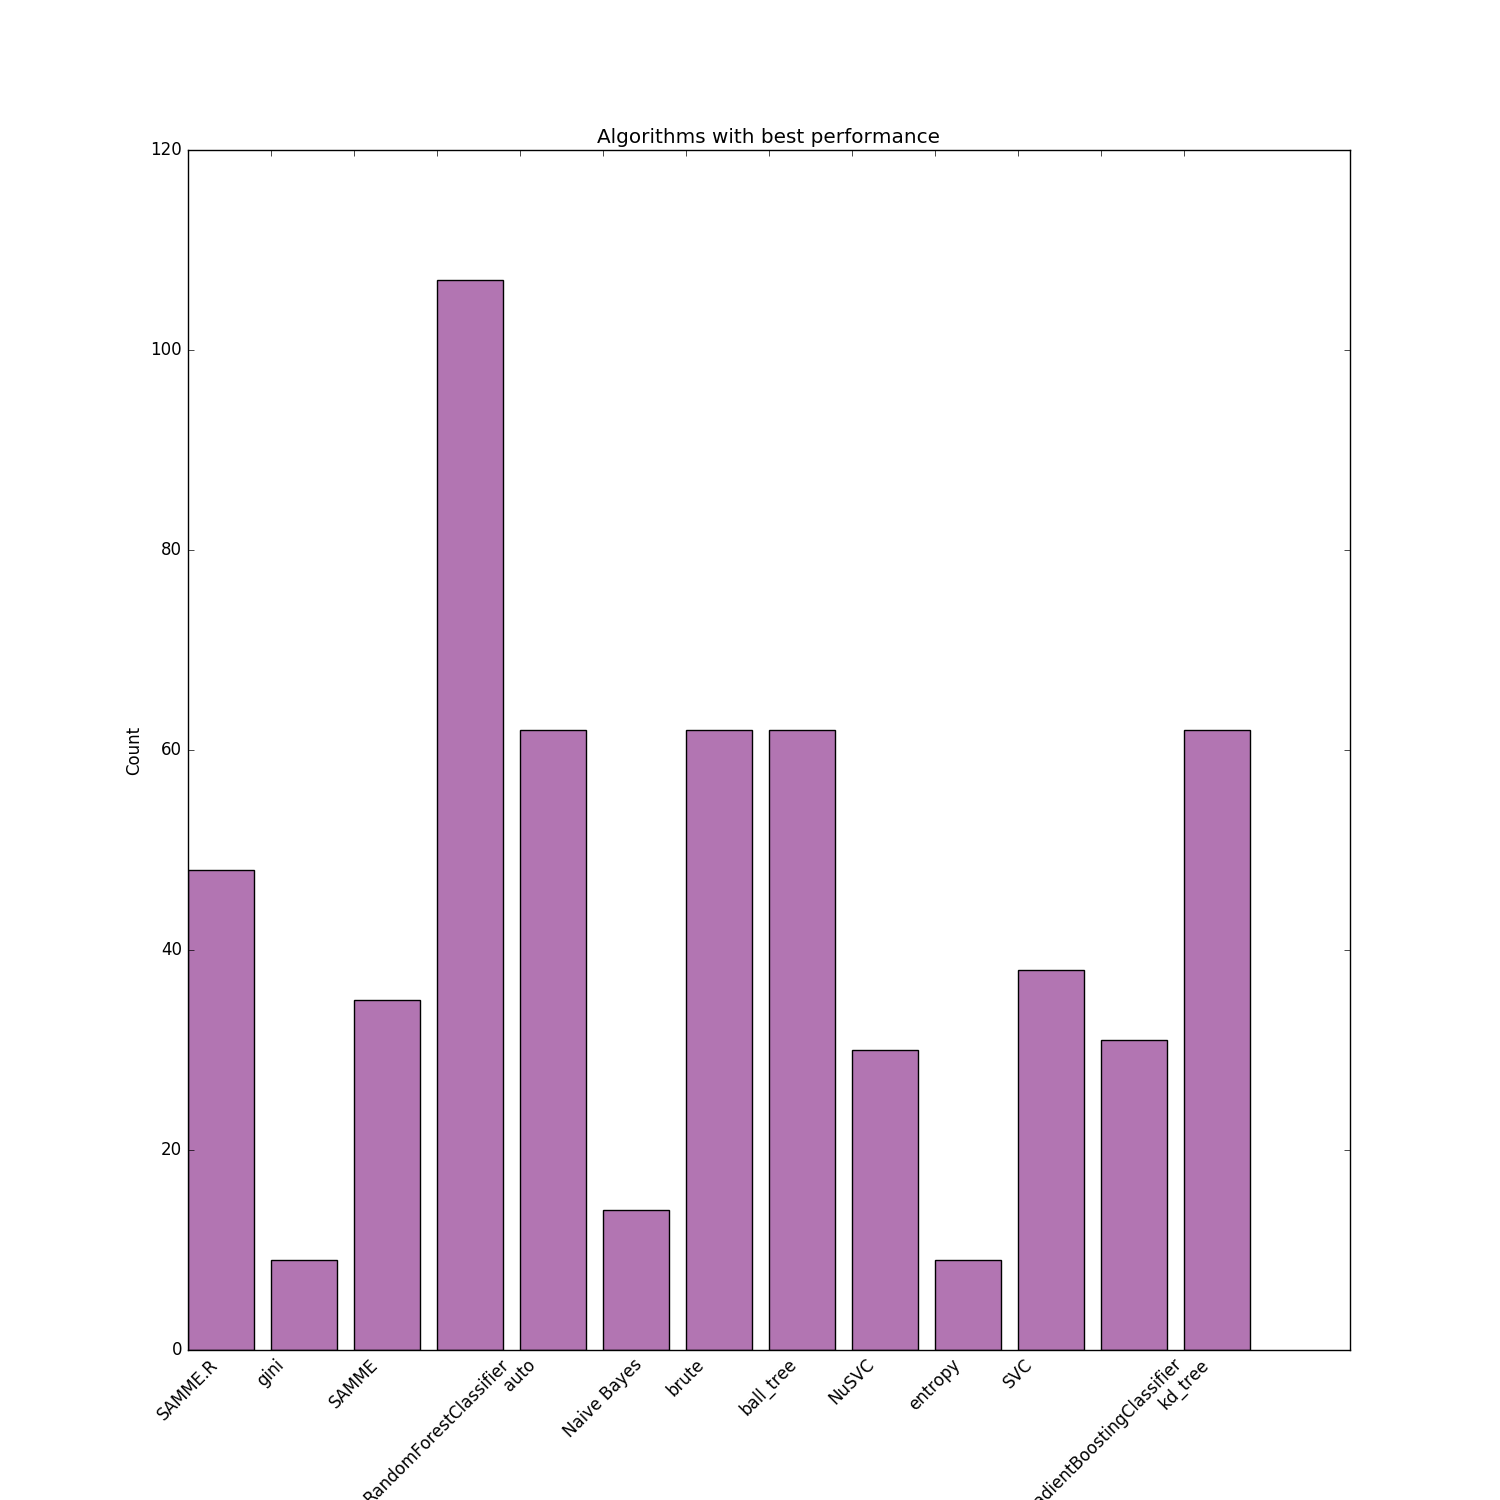 Algorithms with best performance
120
100
80
60
40
20
0
Count
SAMME.R
gini
SAMME
RandomForestClassifier
auto
Naive Bayes
brute
ball_tree
NuSVC
entropy
SVC
adientBoostingClassifier
kd_tree